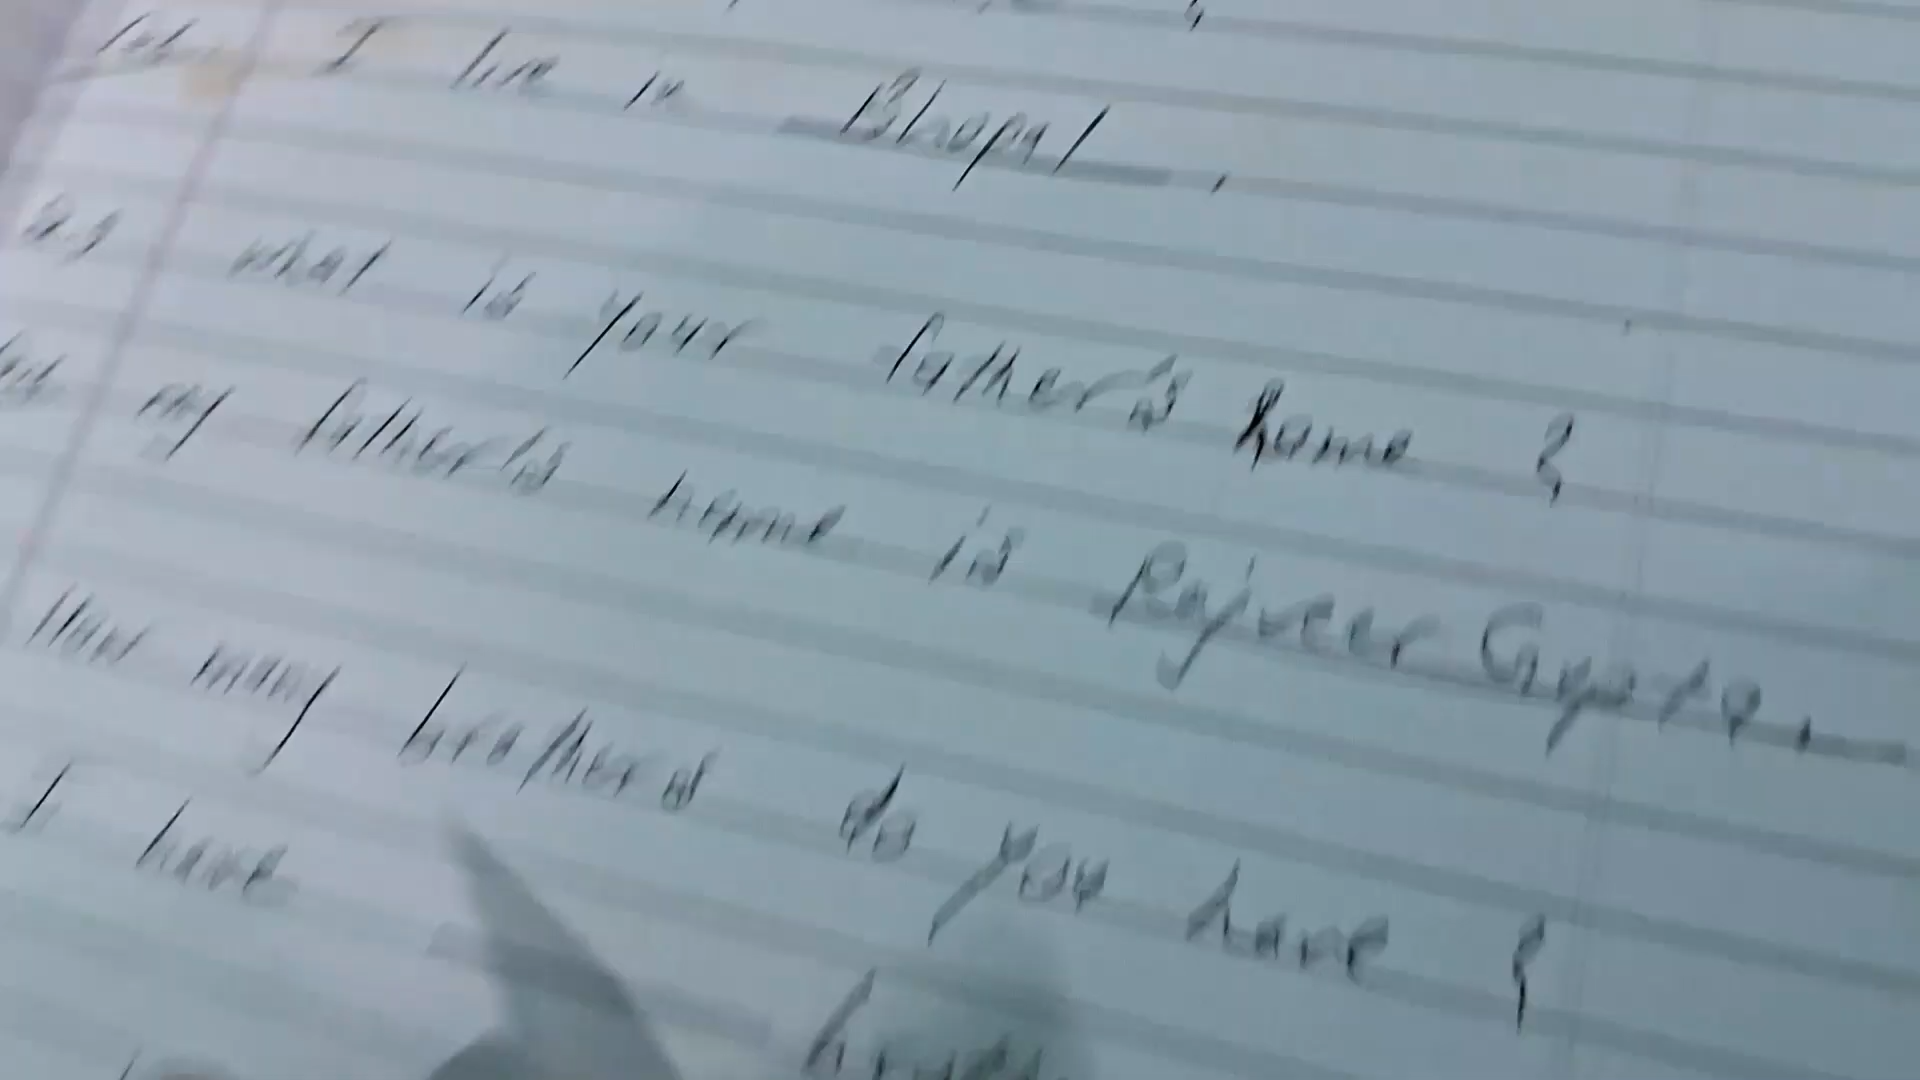 I live in Bhopal.
what is your father's name ?
my father's name is Rajveer Gupta.
How many brothers do you have ?
I have